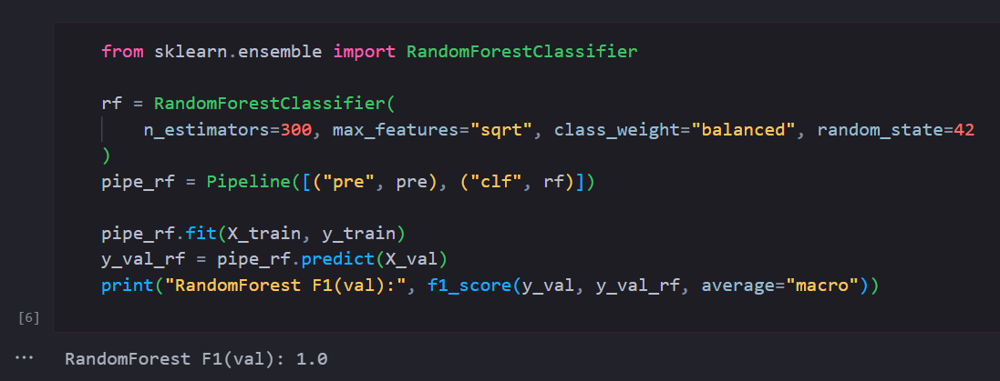 from sklearn.ensemble import RandomForestClassifier
rf = RandomForestClassifier(
    n_estimators=300, max_features="sqrt", class_weight="balanced", random_state=42
)
pipe_rf = Pipeline([("pre", pre), ("clf", rf)])
pipe_rf.fit(X_train, y_train)
y_val_rf = pipe_rf.predict(X_val)
print("RandomForest F1(val):", f1_score(y_val, y_val_rf, average="macro"))
[6]
... RandomForest F1(val): 1.0